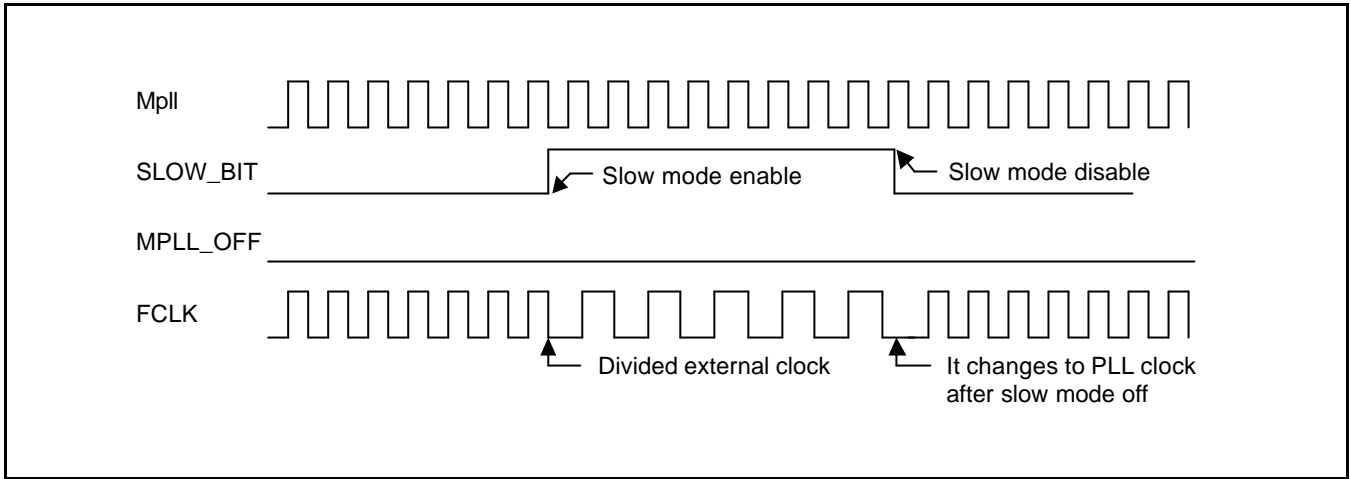 Mpll
SLOW_BIT
Slow mode enable
Slow mode disable
MPLL_OFF
FCLK
Divided external clock
It changes to PLL clock
after slow mode off